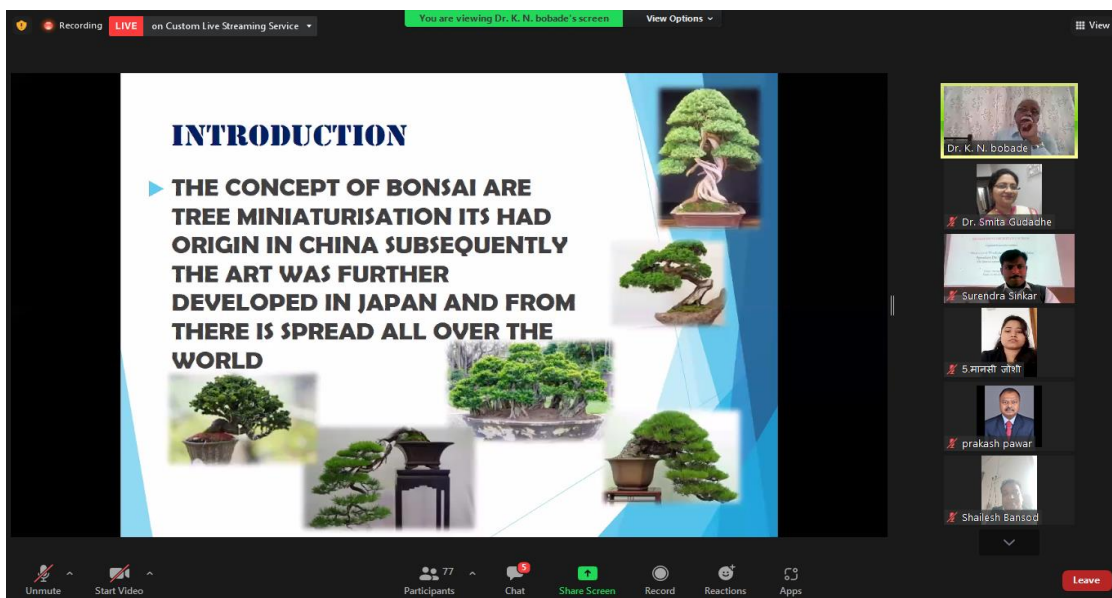 Recording LIVE on Custom Live Streaming Service
You are viewing Dr. K. N. bobade's screen View Options
View
INTRODUCTION
THE CONCEPT OF BONSAI ARE
TREE MINIATURISATION ITS HAD
ORIGIN IN CHINA SUBSEQUENTLY
THE ART WAS FURTHER
DEVELOPED IN JAPAN AND FROM
THERE IS SPREAD ALL OVER THE
WORLD
Dr. K. N. bobade
Dr. Smita Gudadhe
Surendra Sinkar
5.मानसी जोशी
prakash pawar
Shailesh Bansod
Unmute
Start Video
77
Participants
5
Chat
Share Screen
Record
Reactions
Apps
Leave